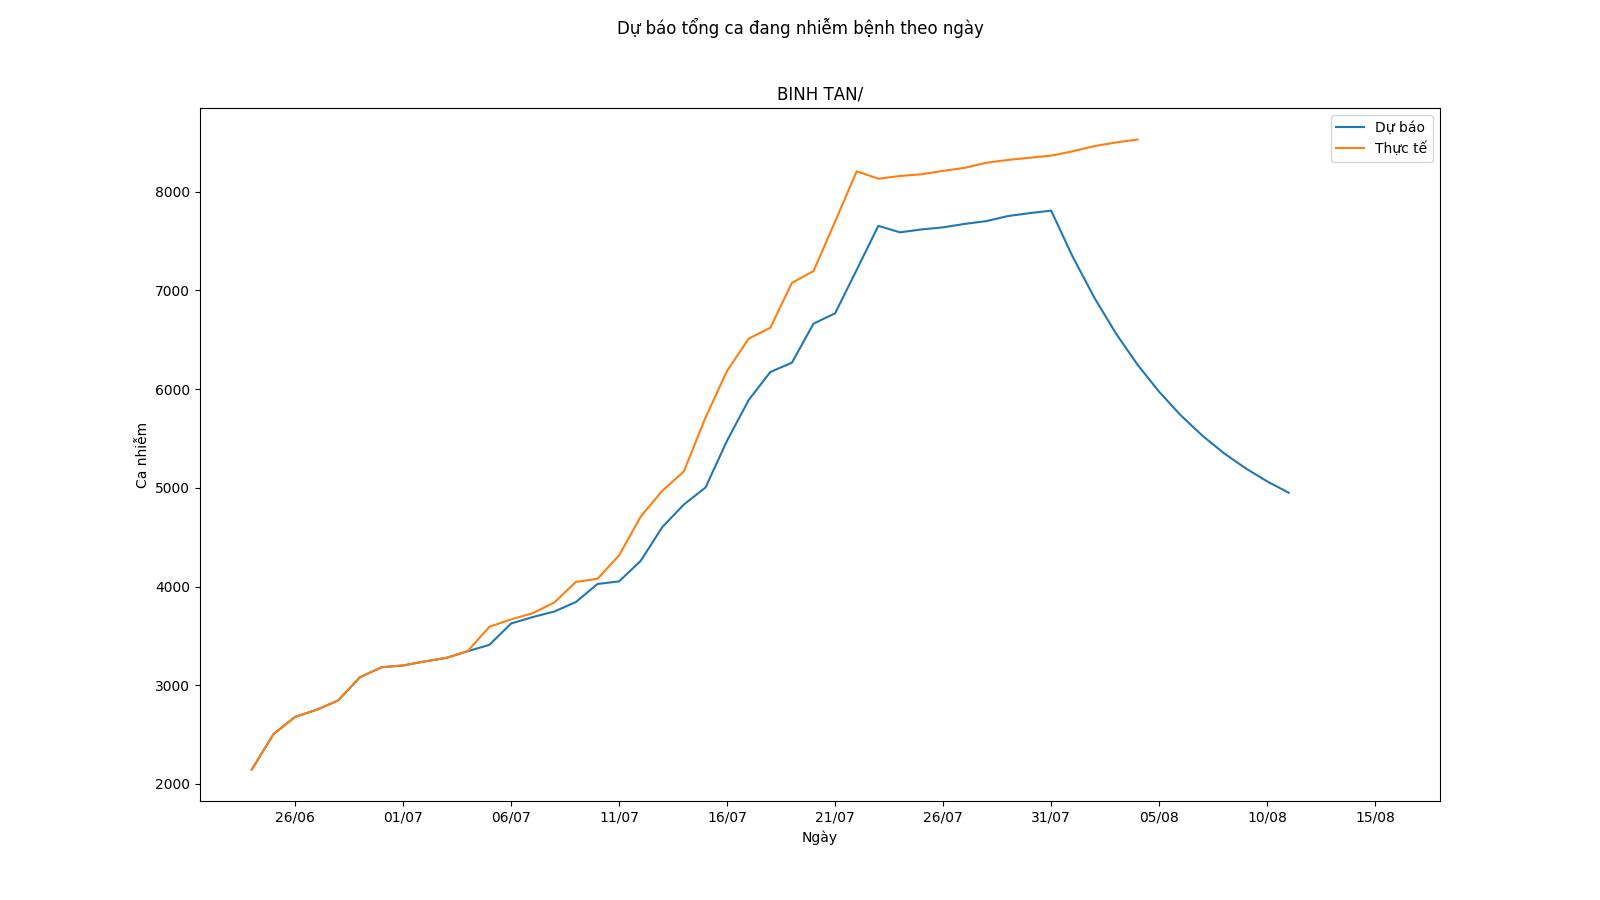 Dự báo tổng ca đang nhiễm bệnh theo ngày
BINH TAN/
Dự báo
Thực tế
Ca nhiễm
8000
7000
6000
5000
4000
3000
2000
26/06 01/07 06/07 11/07 16/07 21/07 26/07 31/07 05/08 10/08 15/08
Ngày